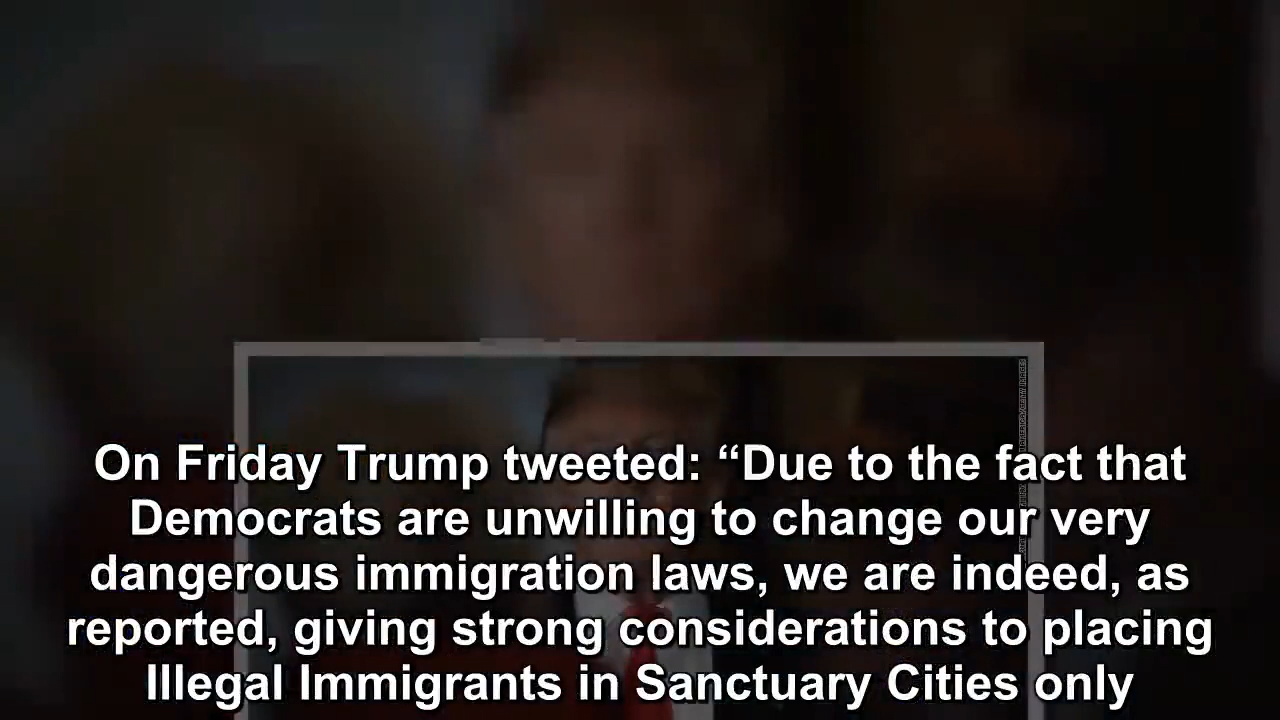 On Friday Trump tweeted: “Due to the fact that
Democrats are unwilling to change our very
dangerous immigration laws, we are indeed, as
reported, giving strong considerations to placing
Illegal Immigrants in Sanctuary Cities only